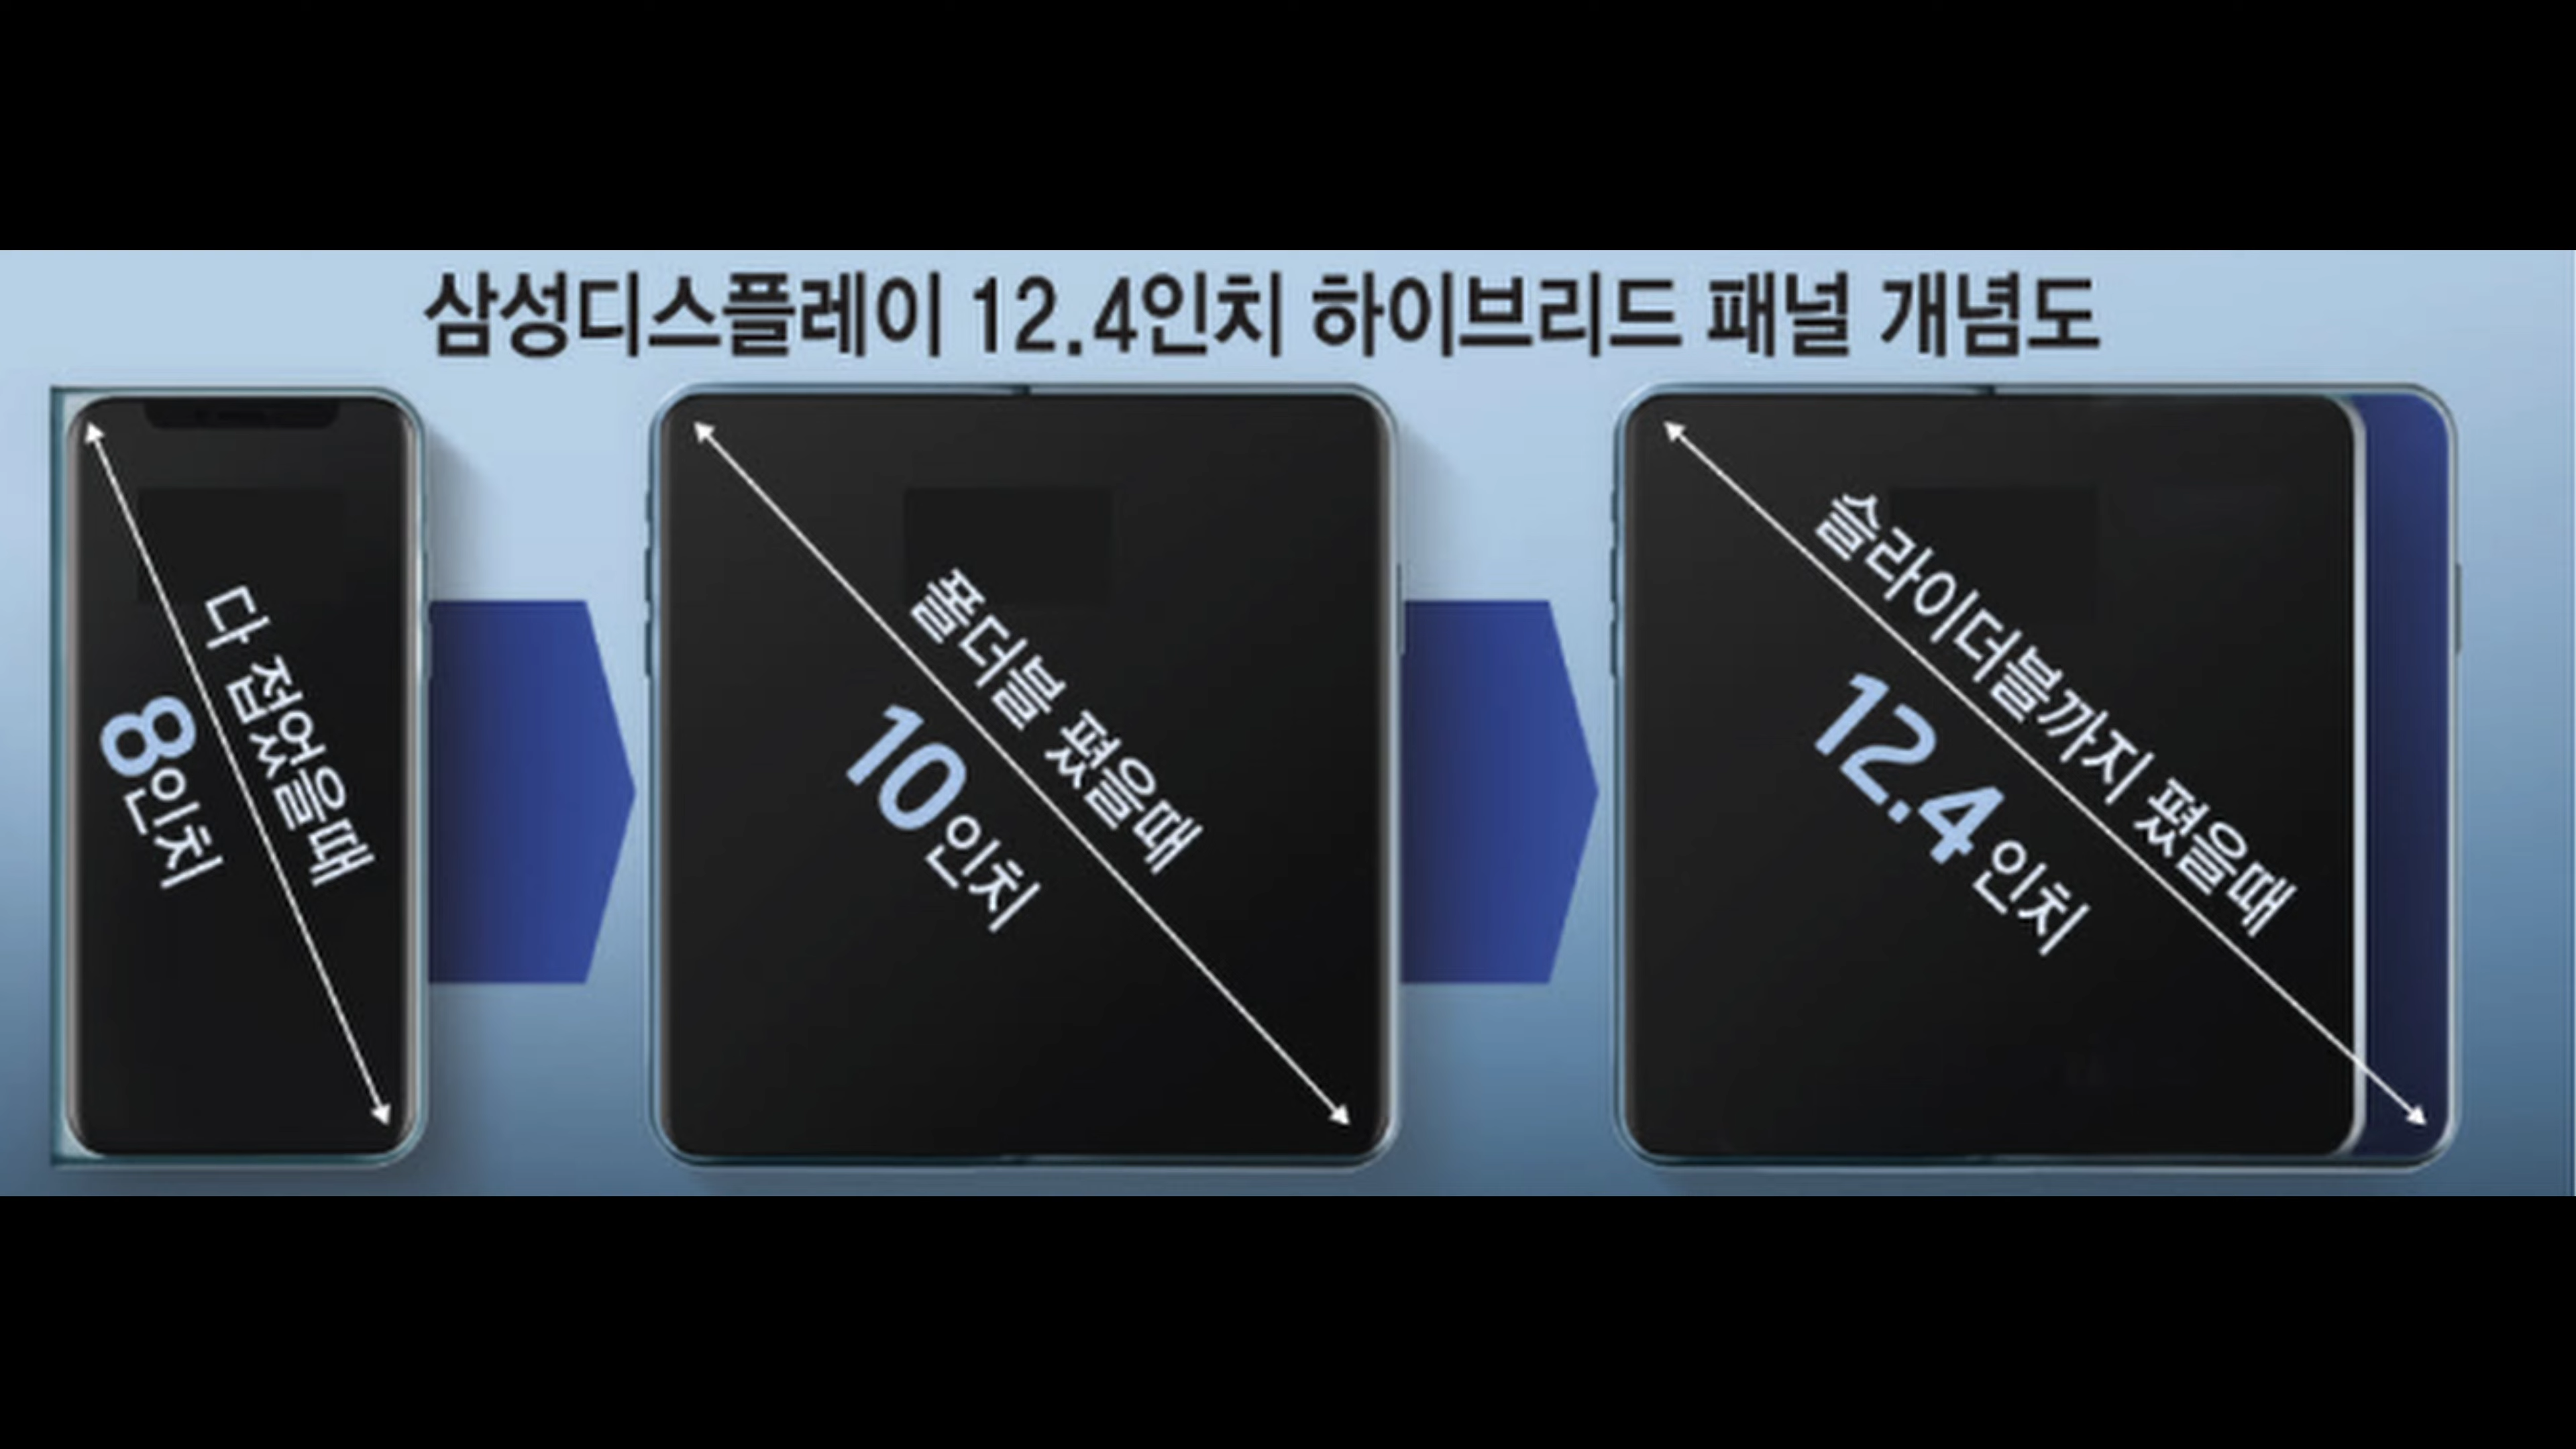 삼성디스플레이 12.4인치 하이브리드 패널 개념도
다 접었을때
8인치
폴더블 폈을때
10인치
슬라이더블까지 폈을때
12.4인치